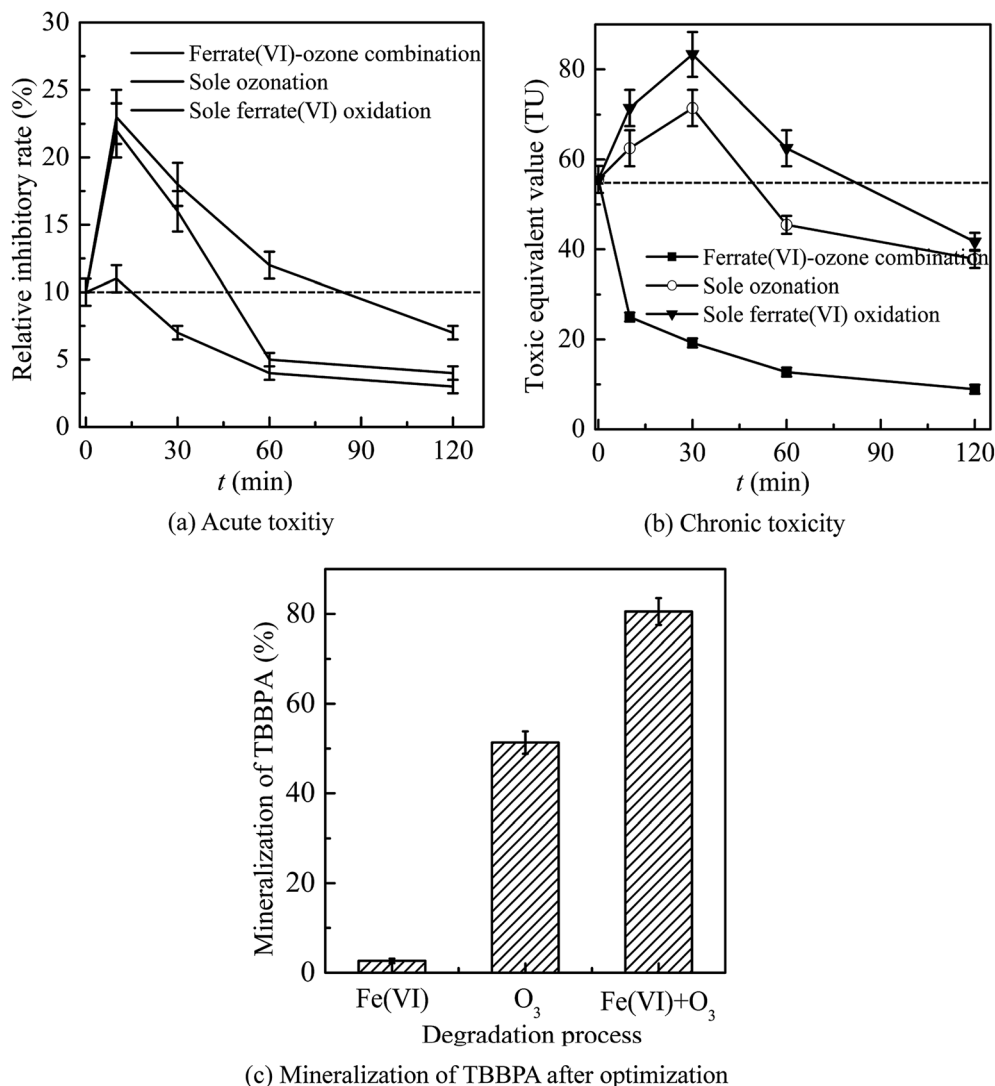 30
25
20
15
10
5
0
0 30 60 90 120
Relative inhibitory rate (%)
Ferrate(VI)-ozone combination
Sole ozonation
Sole ferrate(VI) oxidation
t (min)
(a) Acute toxitiy
80
60
40
20
0
0 30 60 90 120
Toxic equivalent value (TU)
Ferrate(VI)-ozone combination
Sole ozonation
Sole ferrate(VI) oxidation
t (min)
(b) Chronic toxicity
80
60
40
20
0
Mineralization of TBBPA (%)
Fe(VI) O₃ Fe(VI)+O₃
Degradation process
(c) Mineralization of TBBPA after optimization